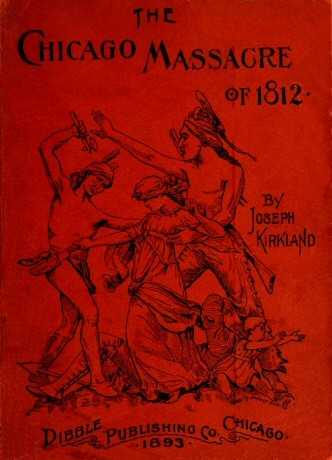 THE
CHICAGO MASSACRE
OF 1812.
BY
JOSEPH
KIRKLAND
DIBBLE PUBLISHING CO. CHICAGO.
1893.